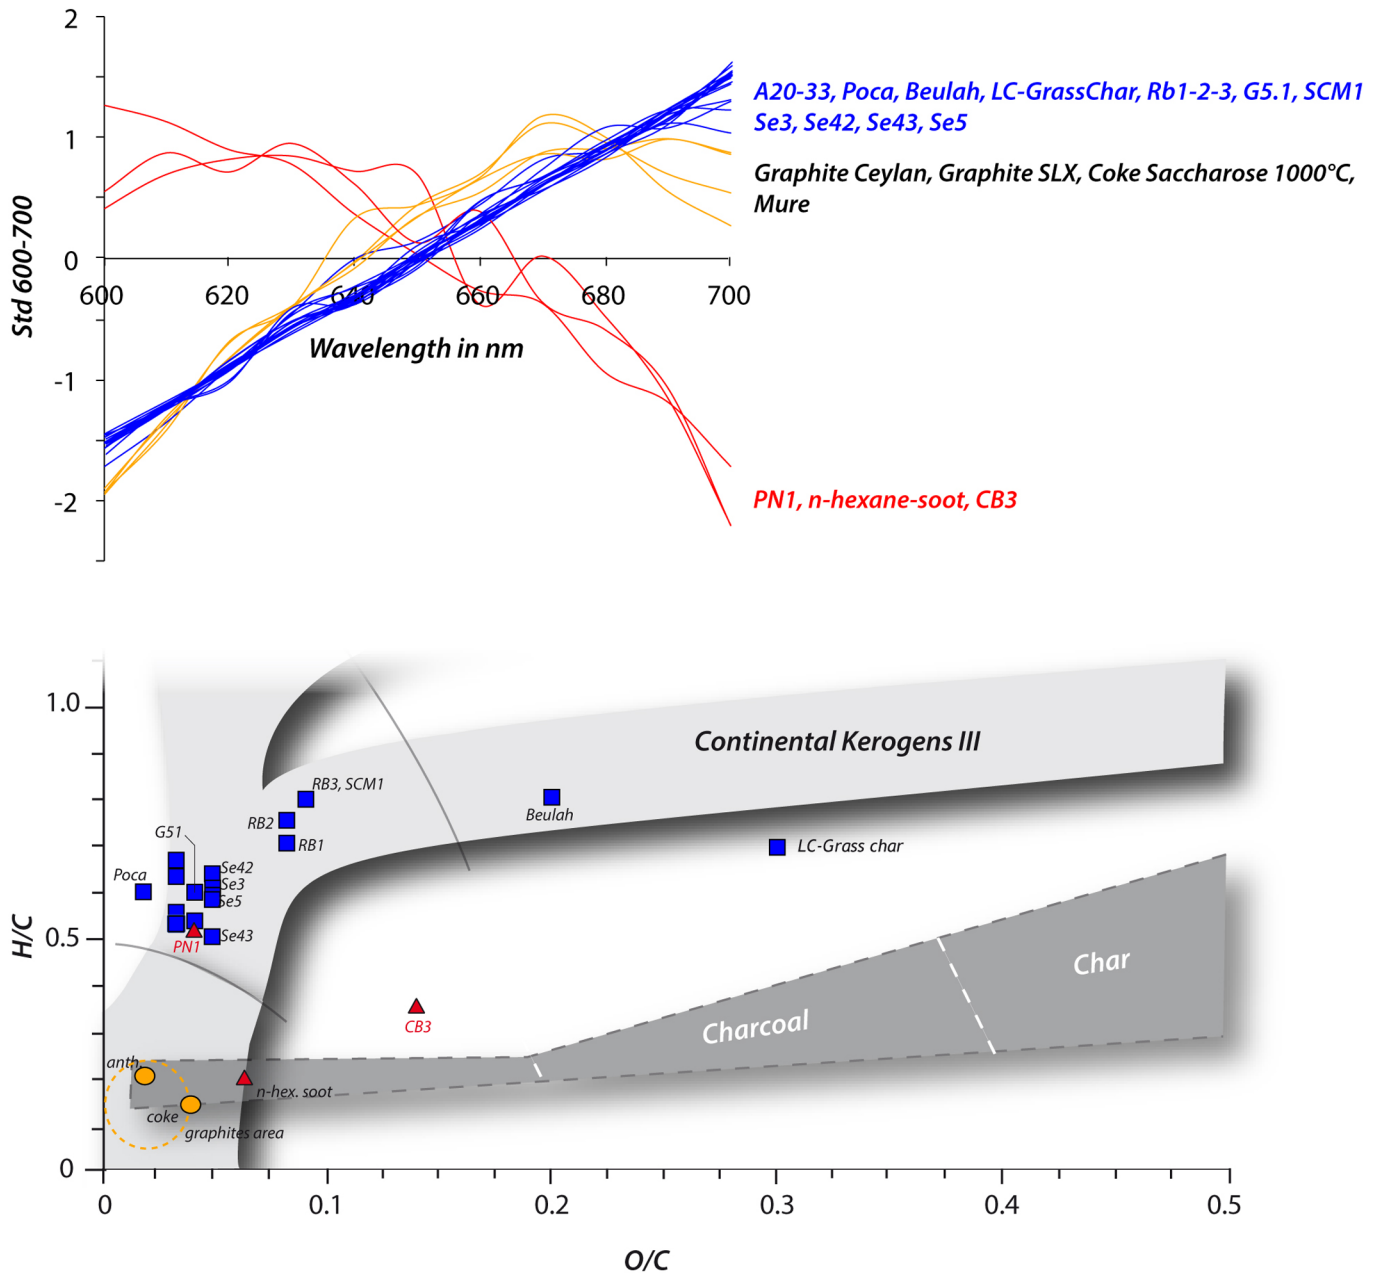 2
A20-33, Poca, Beulah, LC-GrassChar, Rb1-2-3, G5.1, SCM1
Se3, Se42, Se43, Se5
1
Graphite Ceylan, Graphite SLX, Coke Saccharose 1000°C,
Mure
Std 600-700
0
600 620 640 660 680 700
Wavelength in nm
-1
-2
PN1, n-hexane-soot, CB3
1.0
Continental Kerogens III
RB3, SCM1
Beulah
RB2
G51
RB1
LC-Grass char
Poca
Se42
Se3
Se5
H/C
0.5
Se43
PN1
Char
CB3
Charcoal
anth.
n-hex. soot
coke
graphites area
0
0 0.1 0.2 0.3 0.4 0.5
O/C